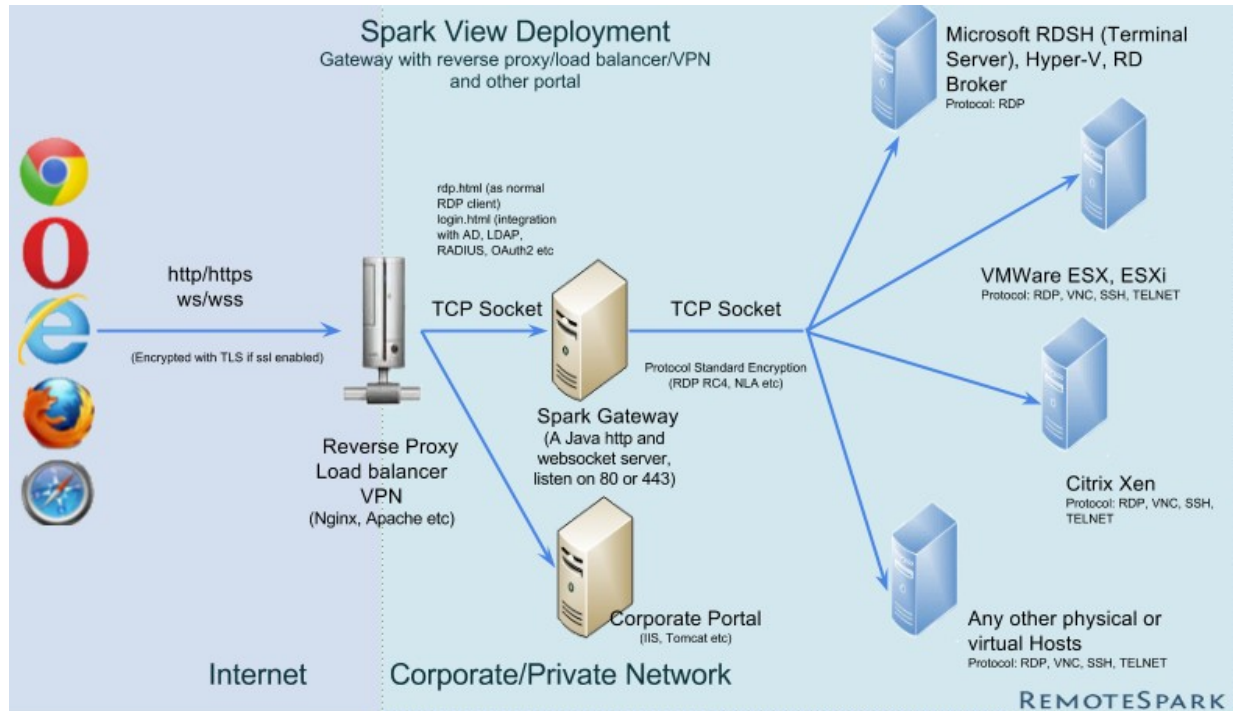 Spark View Deployment
Gateway with reverse proxy/load balancer/VPN
and other portal
Microsoft RDSH (Terminal
Server), Hyper-V, RD
Broker
Protocol: RDP
rdp.html (as normal
RDP client)
login.html (integration
with AD, LDAP,
RADIUS, OAuth2 etc
http/https
ws/wss
(Encrypted with TLS if ssl enabled)
TCP Socket
TCP Socket
Protocol Standard Encryption
(RDP RC4, NLA etc)
VMWare ESX, ESXi
Protocol: RDP, VNC, SSH, TELNET
Reverse Proxy
Load balancer
VPN
(Nginx, Apache etc)
Spark Gateway
(A Java http and
websocket server,
listen on 80 or 443)
Citrix Xen
Protocol: RDP, VNC, SSH,
TELNET
Corporate Portal
(IIS, Tomcat etc)
Any other physical or
virtual Hosts
Protocol: RDP, VNC, SSH, TELNET
Internet
Corporate/Private Network
REMOTESPARK